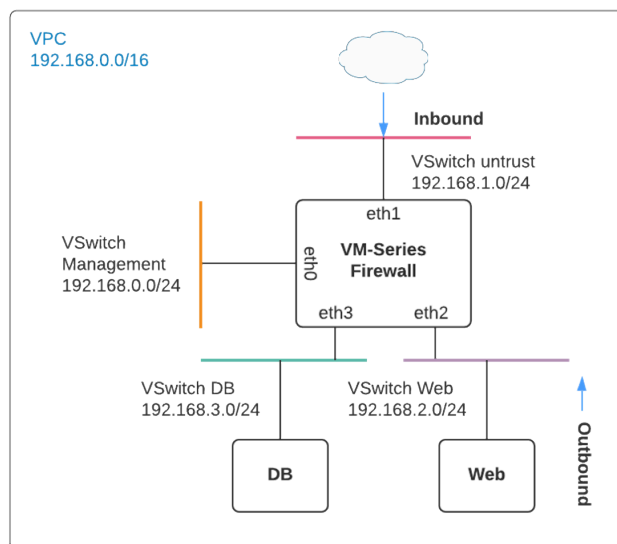 VPC
192.168.0.0/16
Inbound
VSwitch untrust
192.168.1.0/24
eth1
VSwitch
Management
192.168.0.0/24
eth0
VM-Series
Firewall
eth3
eth2
VSwitch DB
192.168.3.0/24
VSwitch Web
192.168.2.0/24
Outbound
DB
Web